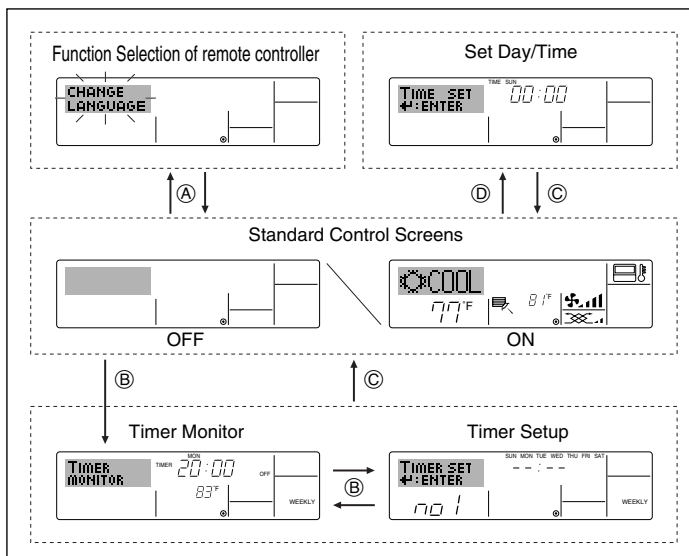 Function Selection of remote controller
CHANGE
LANGUAGE
Set Day/Time
TIME SUN
TIME SET
↵:ENTER
00:00
Ⓐ
Ⓓ
Ⓒ
Standard Control Screens
COOL
77°F
81°F
OFF
ON
Ⓑ
Ⓒ
Timer Monitor
TIMER
MONITOR
MON
TIMER 20:00 OFF
83°F
WEEKLY
Ⓑ
Timer Setup
SUN MON TUE WED THU FRI SAT
TIMER SET
↵:ENTER
--:--
no 1
WEEKLY